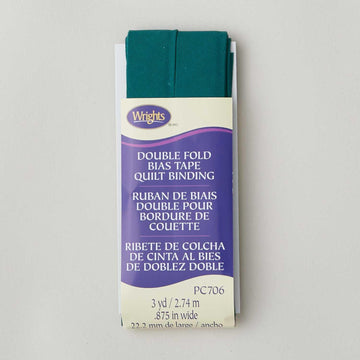 Wrights
DOUBLE FOLD
BIAS TAPE
QUILT BINDING
RUBAN DE BIAIS
DOUBLE POUR
BORDURE DE
COUETTE
RIBETE DE COLCHA
DE CINTA AL BIES
DE DOBLEZ DOBLE
PC706
3 yd / 2.74 m
.875 in wide
22.2 mm de large / ancho